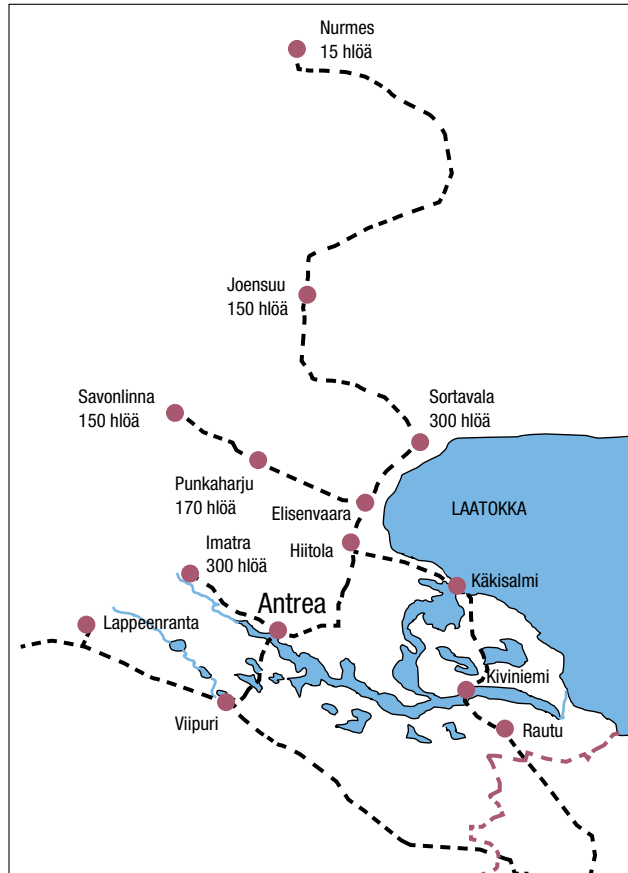 Nurmes
15 hlöä
Joensuu
150 hlöä
Savonlinna
150 hlöä
Sortavala
300 hlöä
Punkaharju
170 hlöä
Elisenvaara
LAATOKKA
Hiitola
Imatra
300 hlöä
Käkisalmi
Antrea
Lappeenranta
Kiviniemi
Viipuri
Rautu